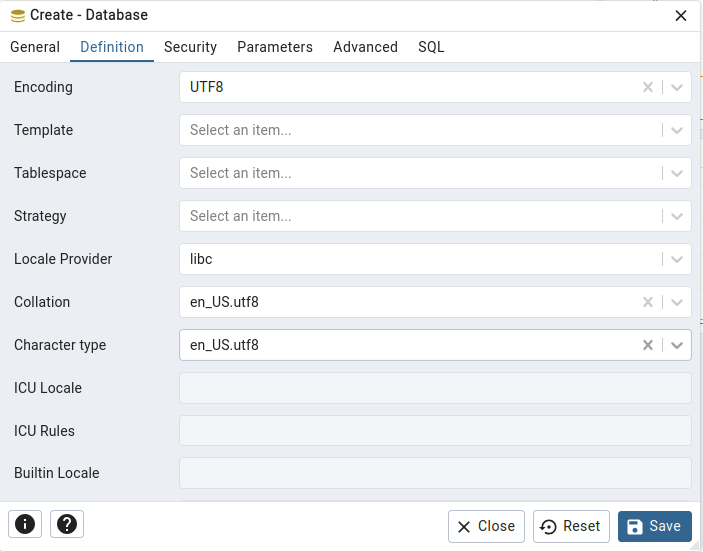 Create - Database
General Definition Security Parameters Advanced SQL
Encoding UTF8
Template Select an item...
Tablespace Select an item...
Strategy Select an item...
Locale Provider libc
Collation en_US.utf8
Character type en_US.utf8
ICU Locale
ICU Rules
Builtin Locale
Close Reset Save